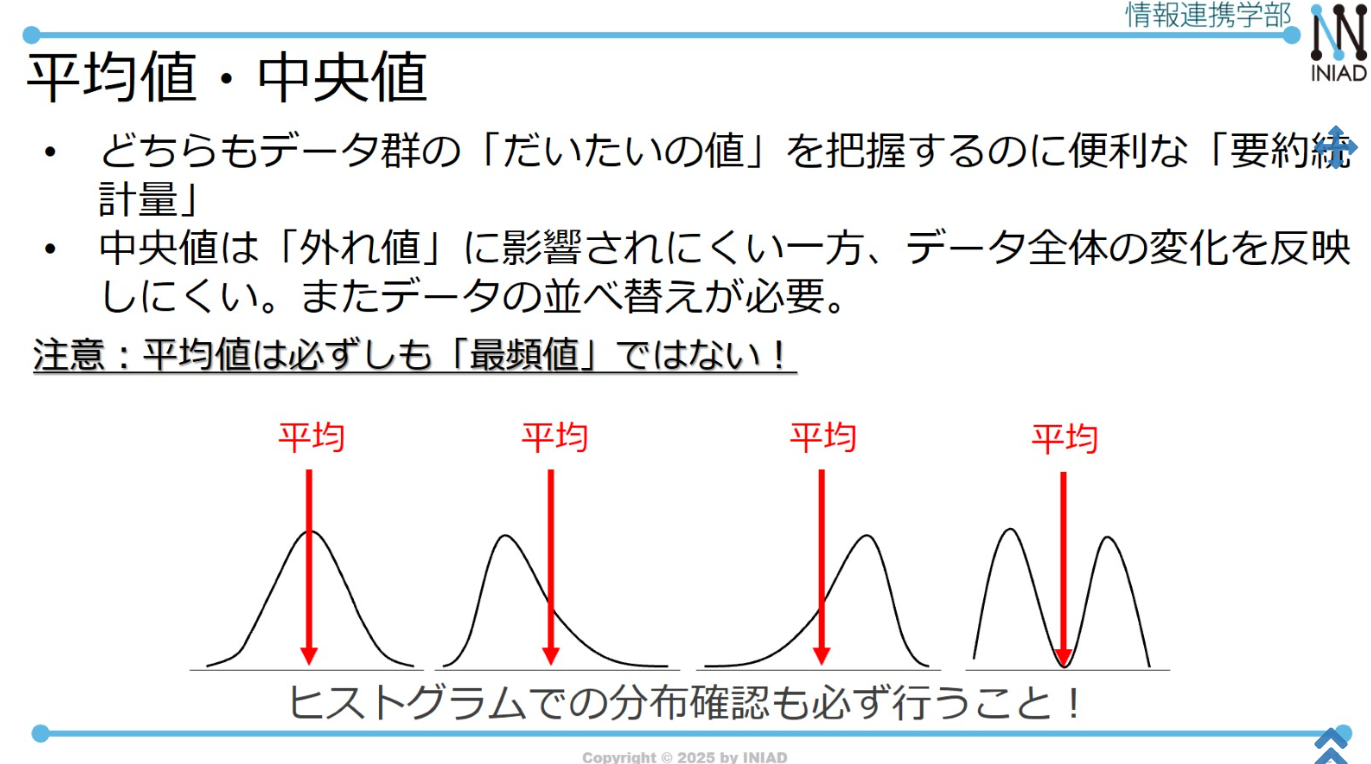 情報連携学部
INIAD
平均値・中央値
• どちらもデータ群の「だいたいの値」を把握するのに便利な「要約統
計量」
• 中央値は「外れ値」に影響されにくい一方、データ全体の変化を反映
しにくい。またデータの並べ替えが必要。
注意：平均値は必ずしも「最頻値」ではない！
平均 平均 平均 平均
ヒストグラムでの分布確認も必ず行うこと！
Copyright © 2025 by INIAD